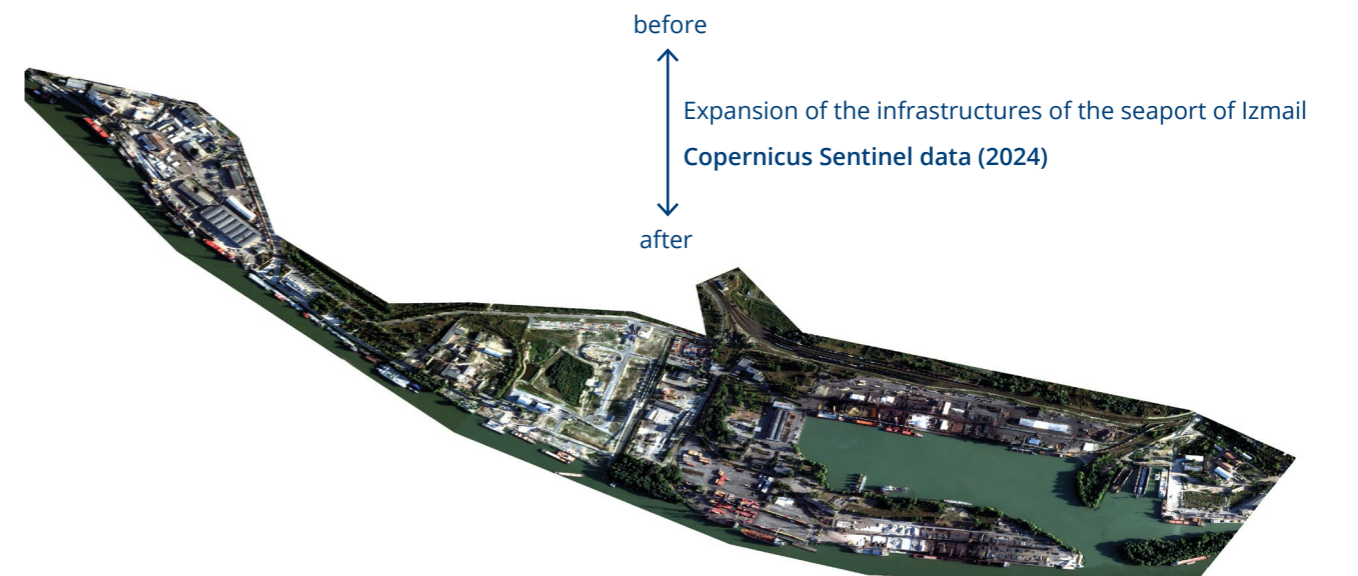 before
Expansion of the infrastructures of the seaport of Izmail
Copernicus Sentinel data (2024)
after